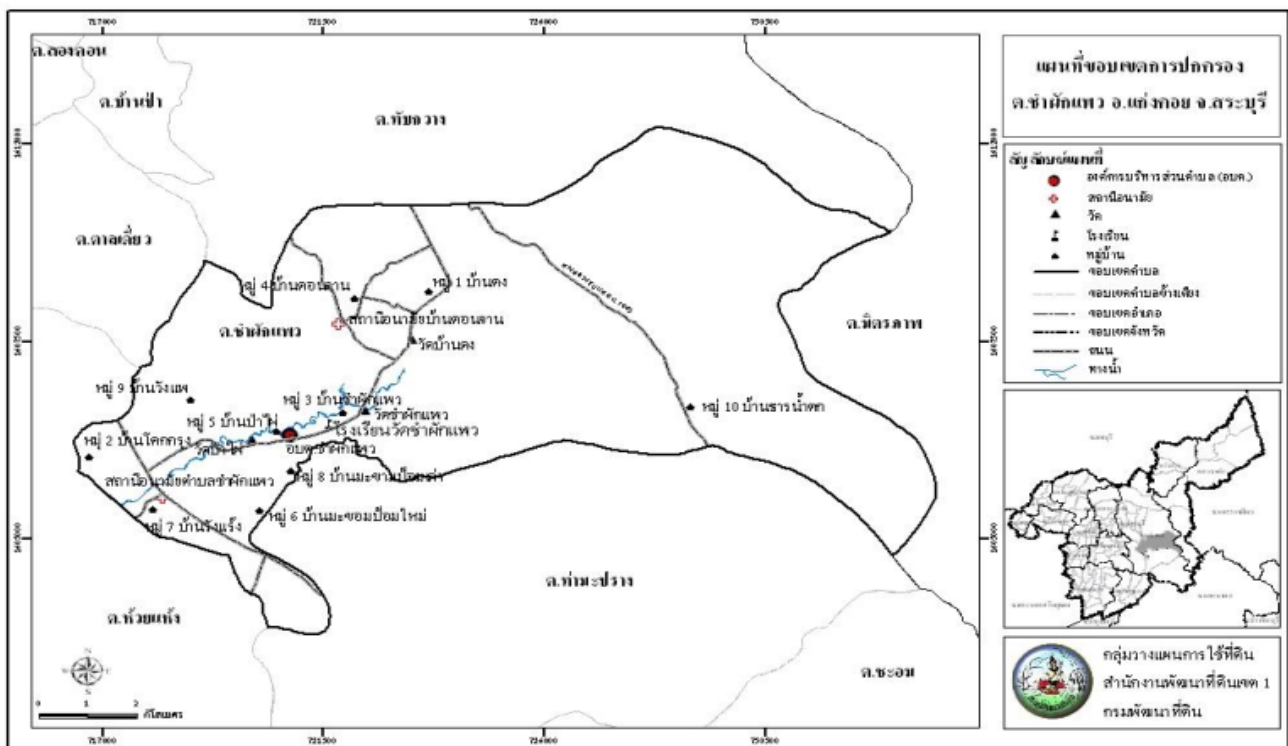 717000
724000
ต.สองคอน
ต.บ้านป่า
ต.ทับกวาง
ต.ตาลเดี่ยว
ต.ชำผักแพว
ต.มิตรภาพ
หมู่ 4 บ้านดอนจาน
หมู่ 1 บ้านดง
สถานีอนามัยบ้านดอนจาน
วัดบ้านดง
หมู่ 9 บ้านวังแพ
หมู่ 3 บ้านชำผักแพว
หมู่ 5 บ้านป่าไผ่
วัดชำผักแพว
โรงเรียนวัดชำผักแพว
หมู่ 10 บ้านธารน้ำตก
หมู่ 2 บ้านโคกกรุง
วัดป่าไผ่
อบต.ชำผักแพว
สถานีอนามัยตำบลชำผักแพว
หมู่ 8 บ้านมะขามป้อมเก่า
หมู่ 7 บ้านวังแร้ง
หมู่ 6 บ้านมะขอมป้อมใหม่
ต.ท่ามะปราง
ต.ห้วยแห้ง
ต.ชะอม
N
W
E
S
0 1 2
กิโลเมตร
717000
724000
แผนที่ขอบเขตการปกครอง
ต.ชำผักแพว อ.แก่งคอย จ.สระบุรี
สัญลักษณ์แผนที่
องค์การบริหารส่วนตำบล (อบต.)
สถานีอนามัย
วัด
โรงเรียน
หมู่บ้าน
ขอบเขตตำบล
ขอบเขตตำบลข้างเคียง
ขอบเขตอำเภอ
ขอบเขตจังหวัด
ถนน
ทางน้ำ
กลุ่มวางแผนการใช้ที่ดิน
สำนักงานพัฒนาที่ดินเขต 1
กรมพัฒนาที่ดิน